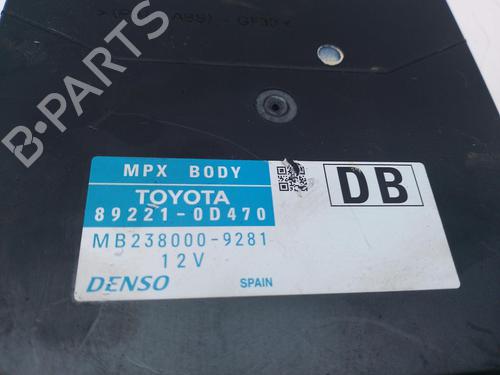 B-PARTS
MPX BODY
TOYOTA
89221-0D470
MB238000-9281
12V
DENSO
SPAIN
DB